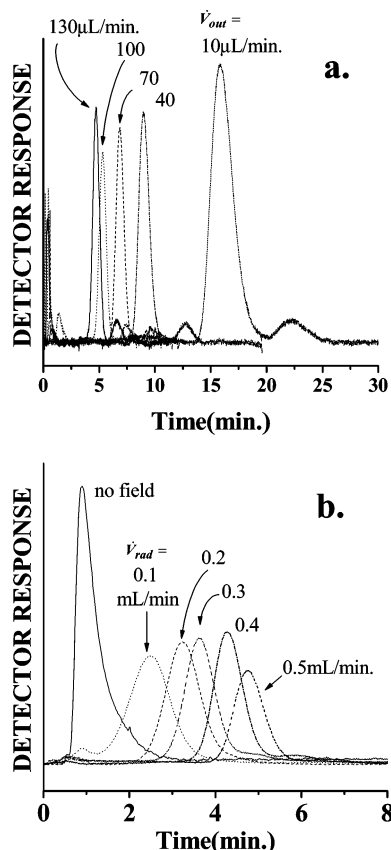 130μL/min.
100
70
40
V̇out =
10μL/min.
a.
DETECTOR RESPONSE
0 5 10 15 20 25 30
Time(min.)
b.
no field
V̇rad =
0.1
mL/min
0.2
0.3
0.4
0.5mL/min.
DETECTOR RESPONSE
0 2 4 6 8
Time(min.)